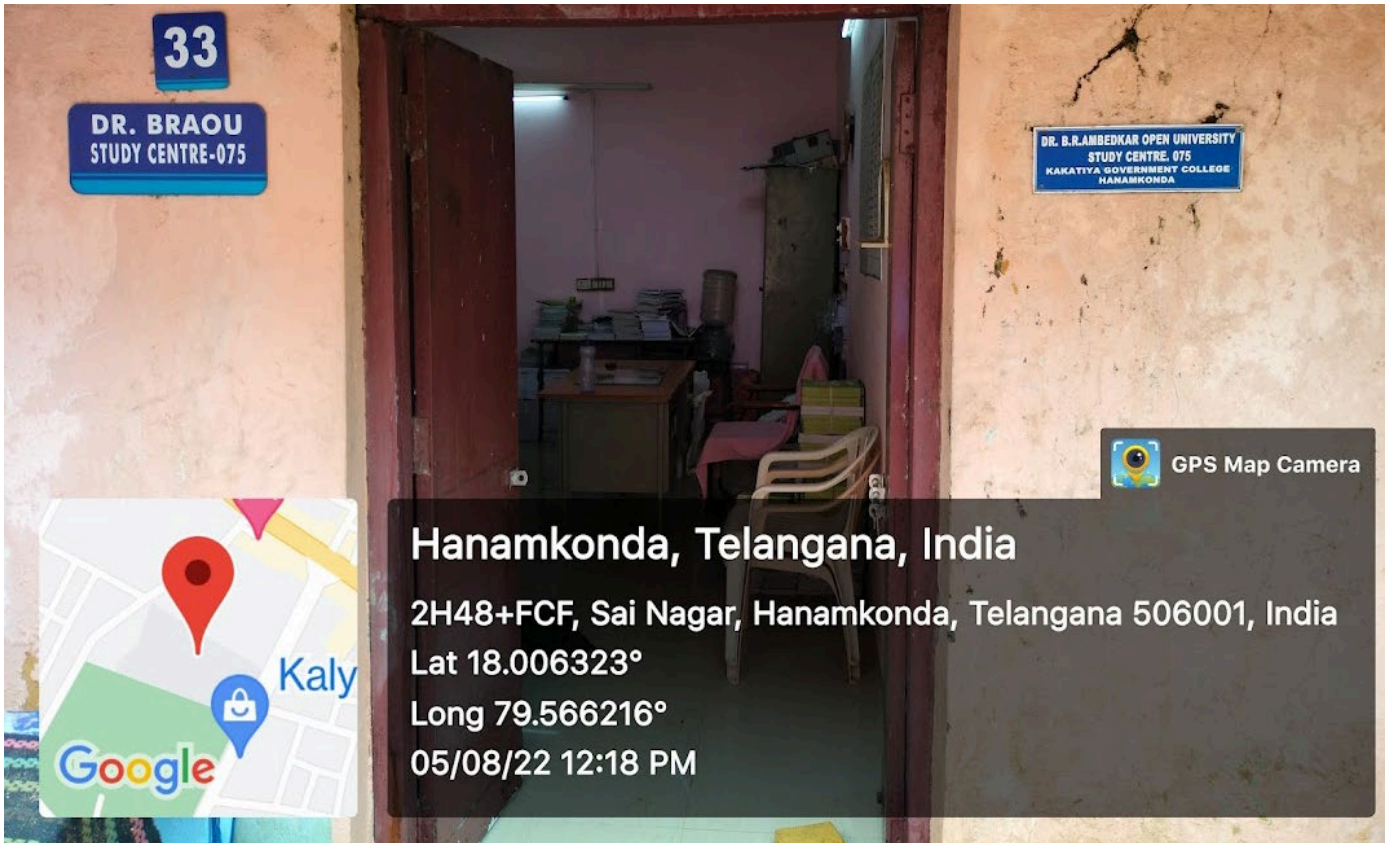 33
DR. BRAOU
STUDY CENTRE-075
DR. B.R.AMBEDKAR OPEN UNIVERSITY
STUDY CENTRE. 075
KAKATIYA GOVERNMENT COLLEGE
HANAMKONDA
GPS Map Camera
Hanamkonda, Telangana, India
2H48+FCF, Sai Nagar, Hanamkonda, Telangana 506001, India
Lat 18.006323°
Long 79.566216°
05/08/22 12:18 PM
Kaly
Google